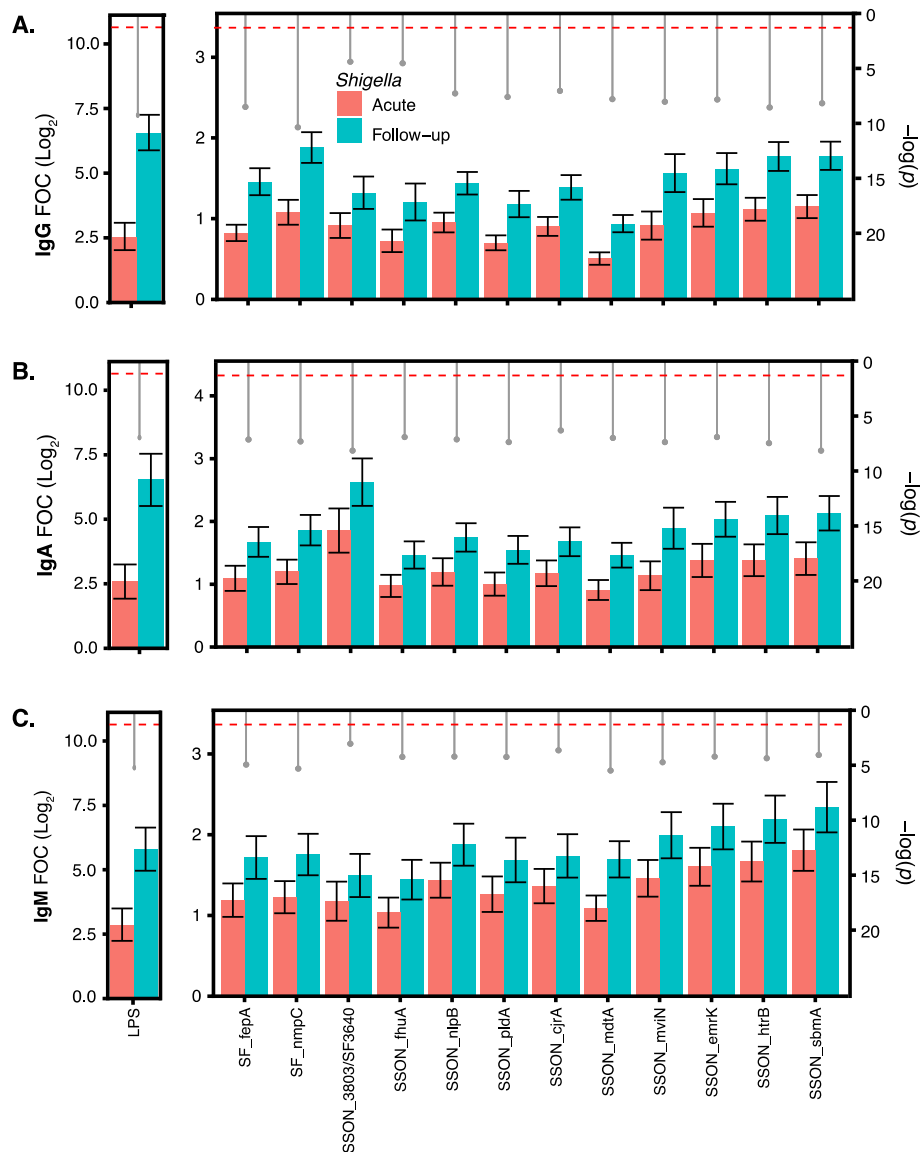 A.
IgG FOC (Log2)
10.0
7.5
5.0
2.5
0.0
3
2
1
0
Shigella
Acute
Follow−up
0
5
10
15
20
−log(p)
B.
IgA FOC (Log2)
10.0
7.5
5.0
2.5
0.0
4
3
2
1
0
0
5
10
15
20
−log(p)
C.
IgM FOC (Log2)
10.0
7.5
5.0
2.5
0.0
3
2
1
0
0
5
10
15
20
−log(p)
LPS
SF_fepA
SF_nmpC
SSON_3803/SF3640
SSON_fhuA
SSON_nlpB
SSON_pldA
SSON_cjrA
SSON_mdtA
SSON_mviN
SSON_emrK
SSON_htrB
SSON_sbmA